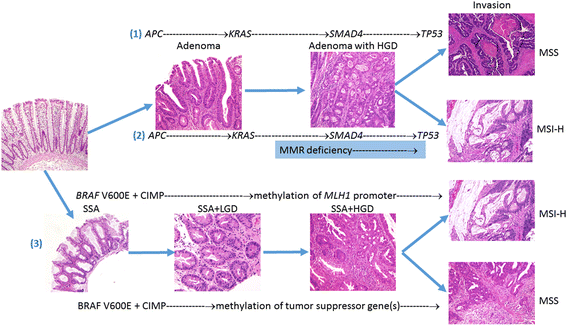 Invasion
(1) APC---------------->KRAS------------------>SMAD4--------------->TP53
Adenoma
Adenoma with HGD
MSS
(2) APC---------------->KRAS------------------>SMAD4--------------->TP53
MMR deficiency----------------->
MSI-H
BRAF V600E + CIMP------------------->methylation of MLH1 promoter----------->
SSA
SSA+LGD
SSA+HGD
MSI-H
(3)
MSS
BRAF V600E + CIMP---------->methylation of tumor suppressor gene(s) --------->